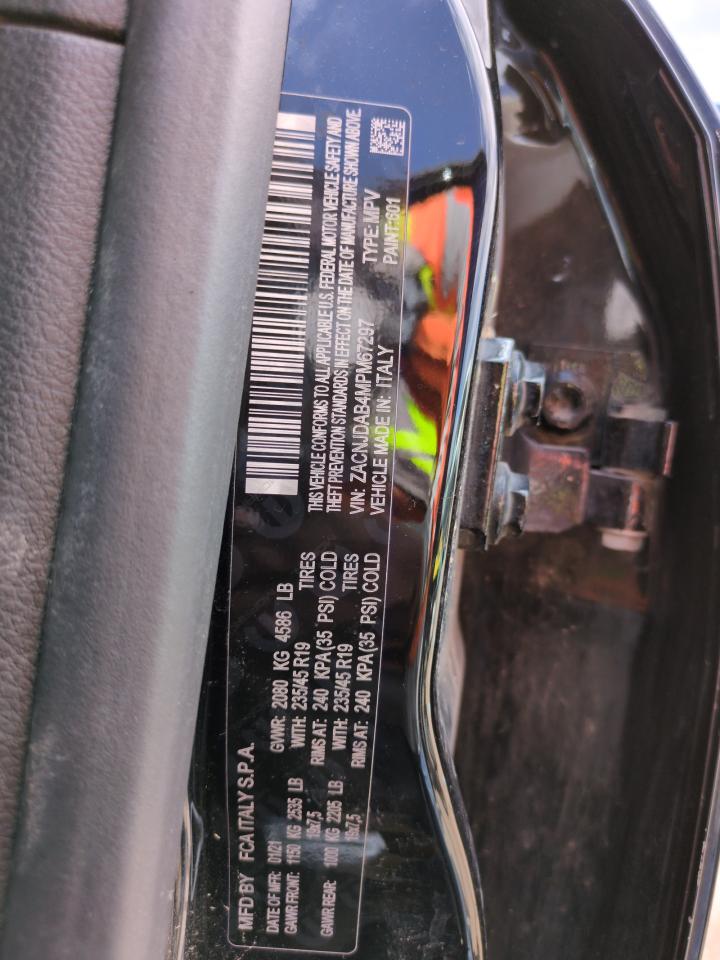 MFD BY FCA ITALY S.P.A.
DATE OF MFR: 01/21 GVWR: 2080 KG 4586 LB
GAWR FRONT: 1150 KG 2535 LB WITH: 235/45 R19 TIRES
19x7,5 RIMS AT: 240 KPA(35 PSI) COLD
GAWR REAR: 1000 KG 2205 LB WITH: 235/45 R19 TIRES
19x7,5 RIMS AT: 240 KPA(35 PSI) COLD
THIS VEHICLE CONFORMS TO ALL APPLICABLE U.S. FEDERAL MOTOR VEHICLE SAFETY AND
THEFT PREVENTION STANDARDS IN EFFECT ON THE DATE OF MANUFACTURE SHOWN ABOVE.
VIN: ZACNJDAB4MPM67297 TYPE:MPV
VEHICLE MADE IN: ITALY PAINT:601